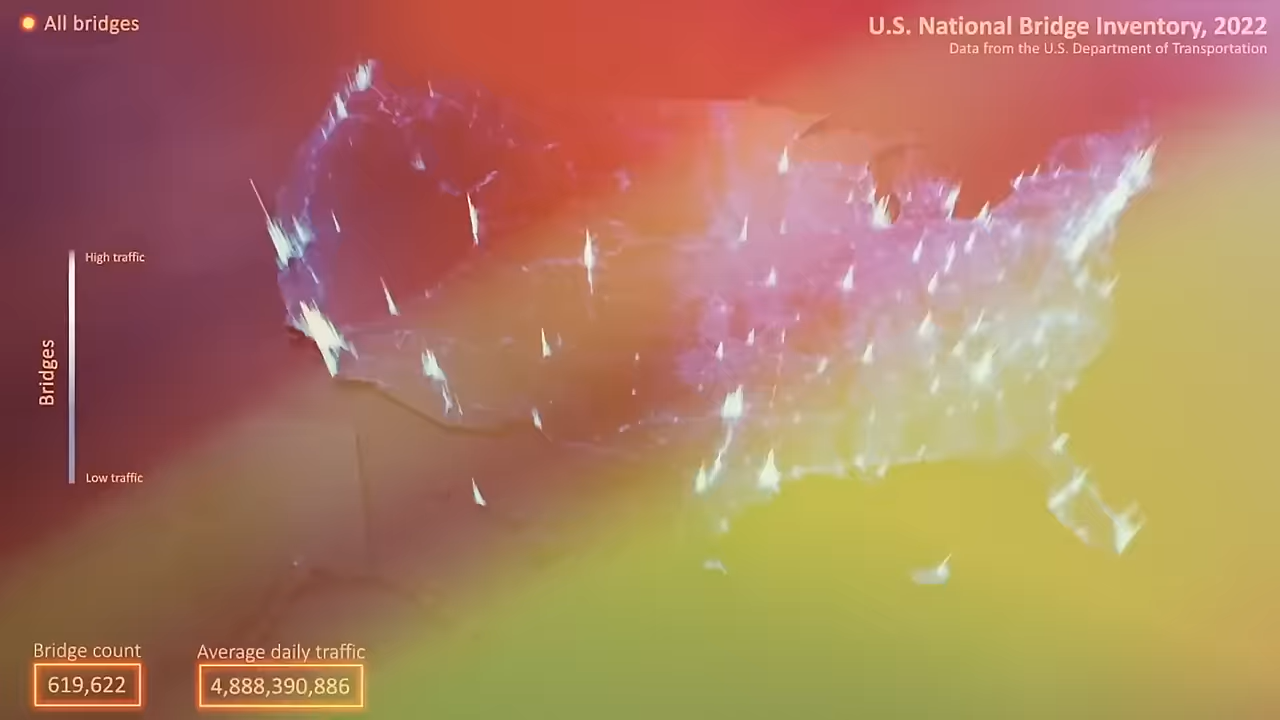 All bridges
U.S. National Bridge Inventory, 2022
Data from the U.S. Department of Transportation
High traffic
Bridges
Low traffic
Bridge count
619,622
Average daily traffic
4,888,390,886